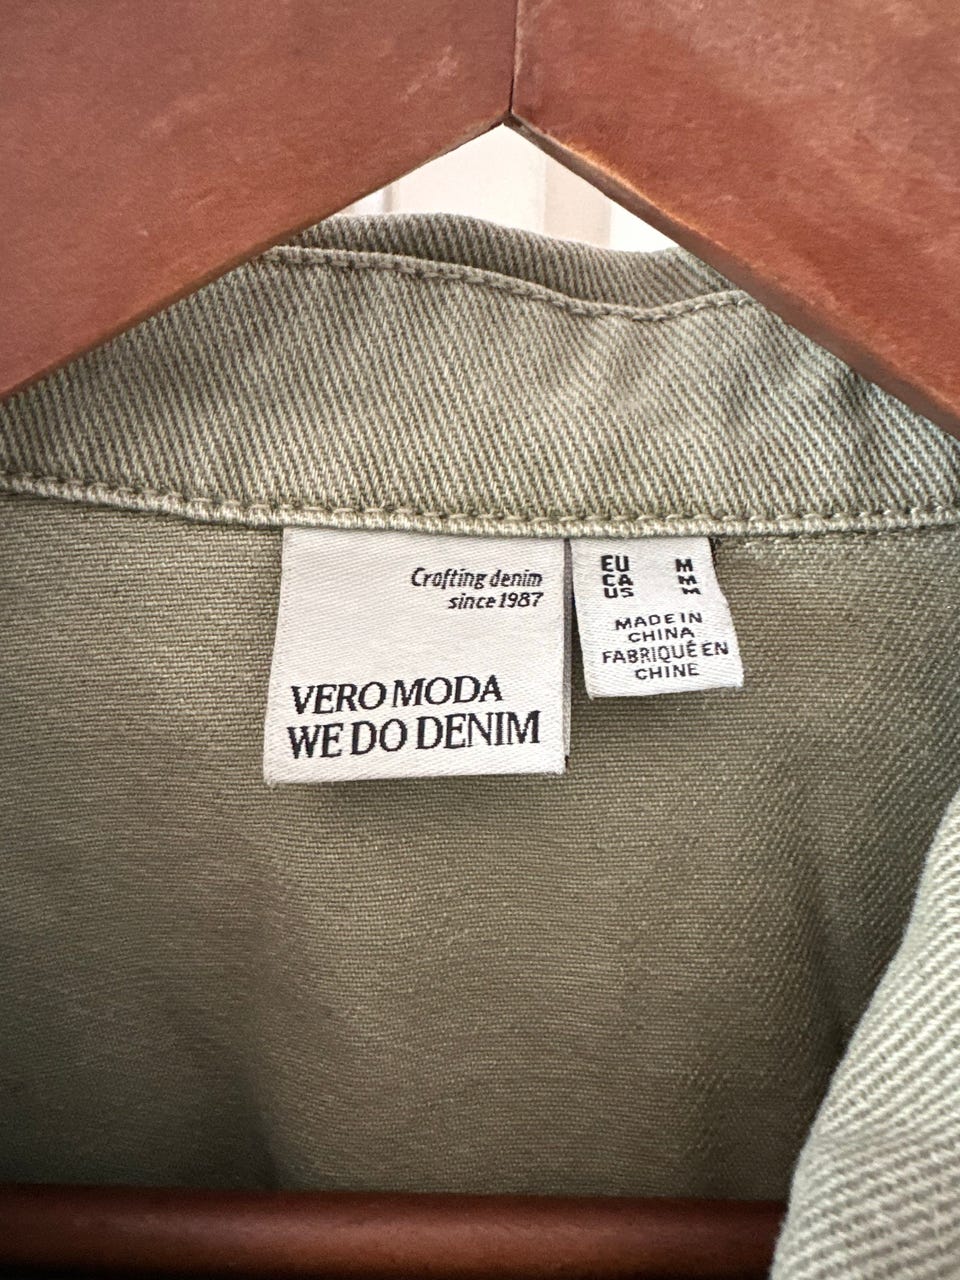 Crafting denim
since 1987
VERO MODA
WE DO DENIM
EU M
CA M
US M
MADE IN
CHINA
FABRIQUÉ EN
CHINE